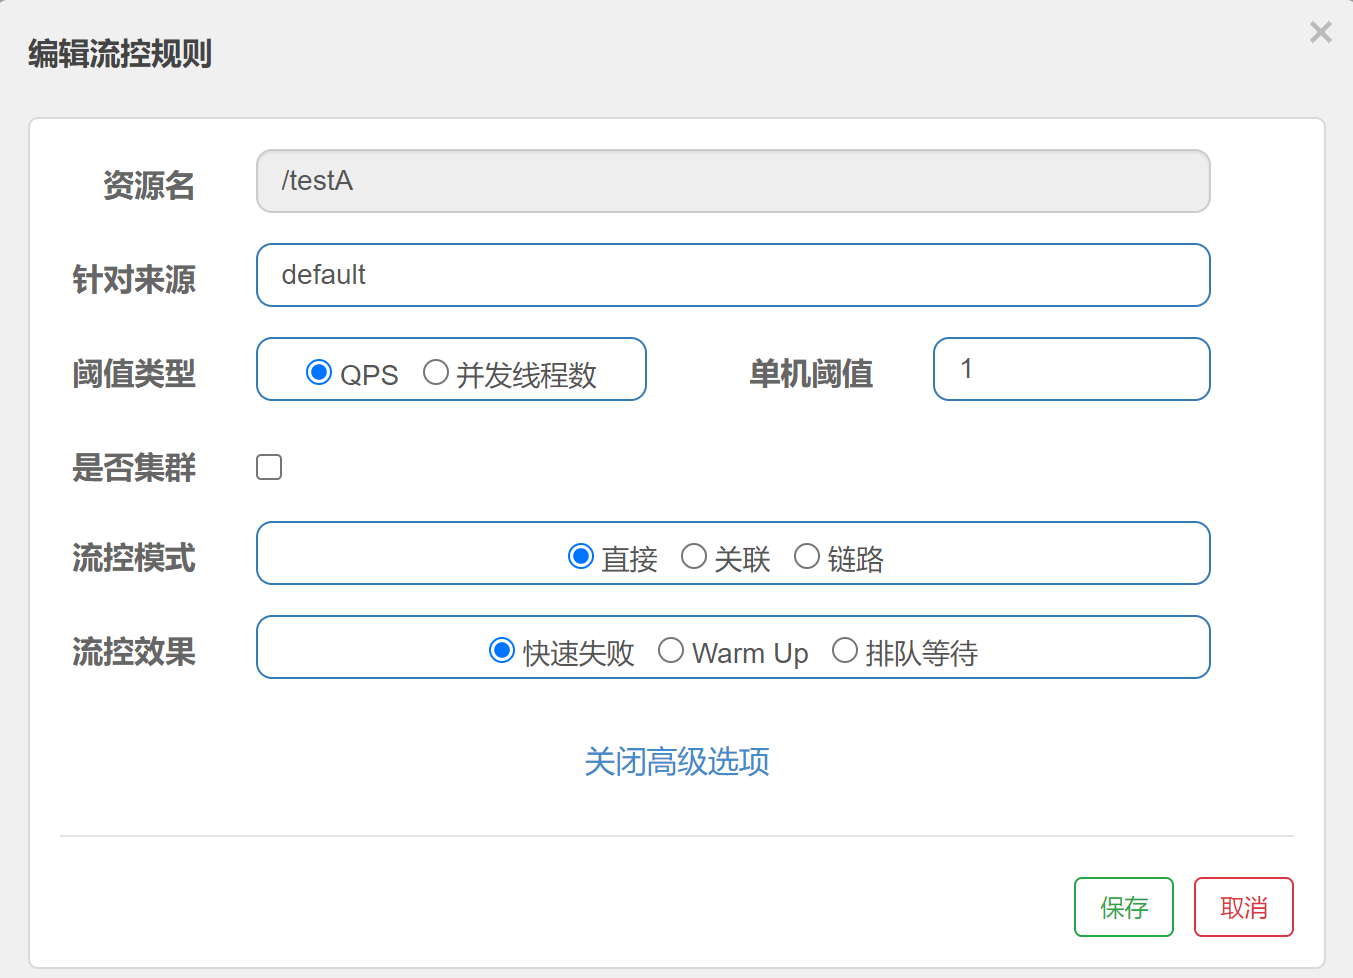 编辑流控规则
×
资源名 /testA
针对来源 default
阈值类型 QPS 并发线程数 单机阈值 1
是否集群
流控模式 直接 关联 链路
流控效果 快速失败 Warm Up 排队等待
关闭高级选项
保存 取消